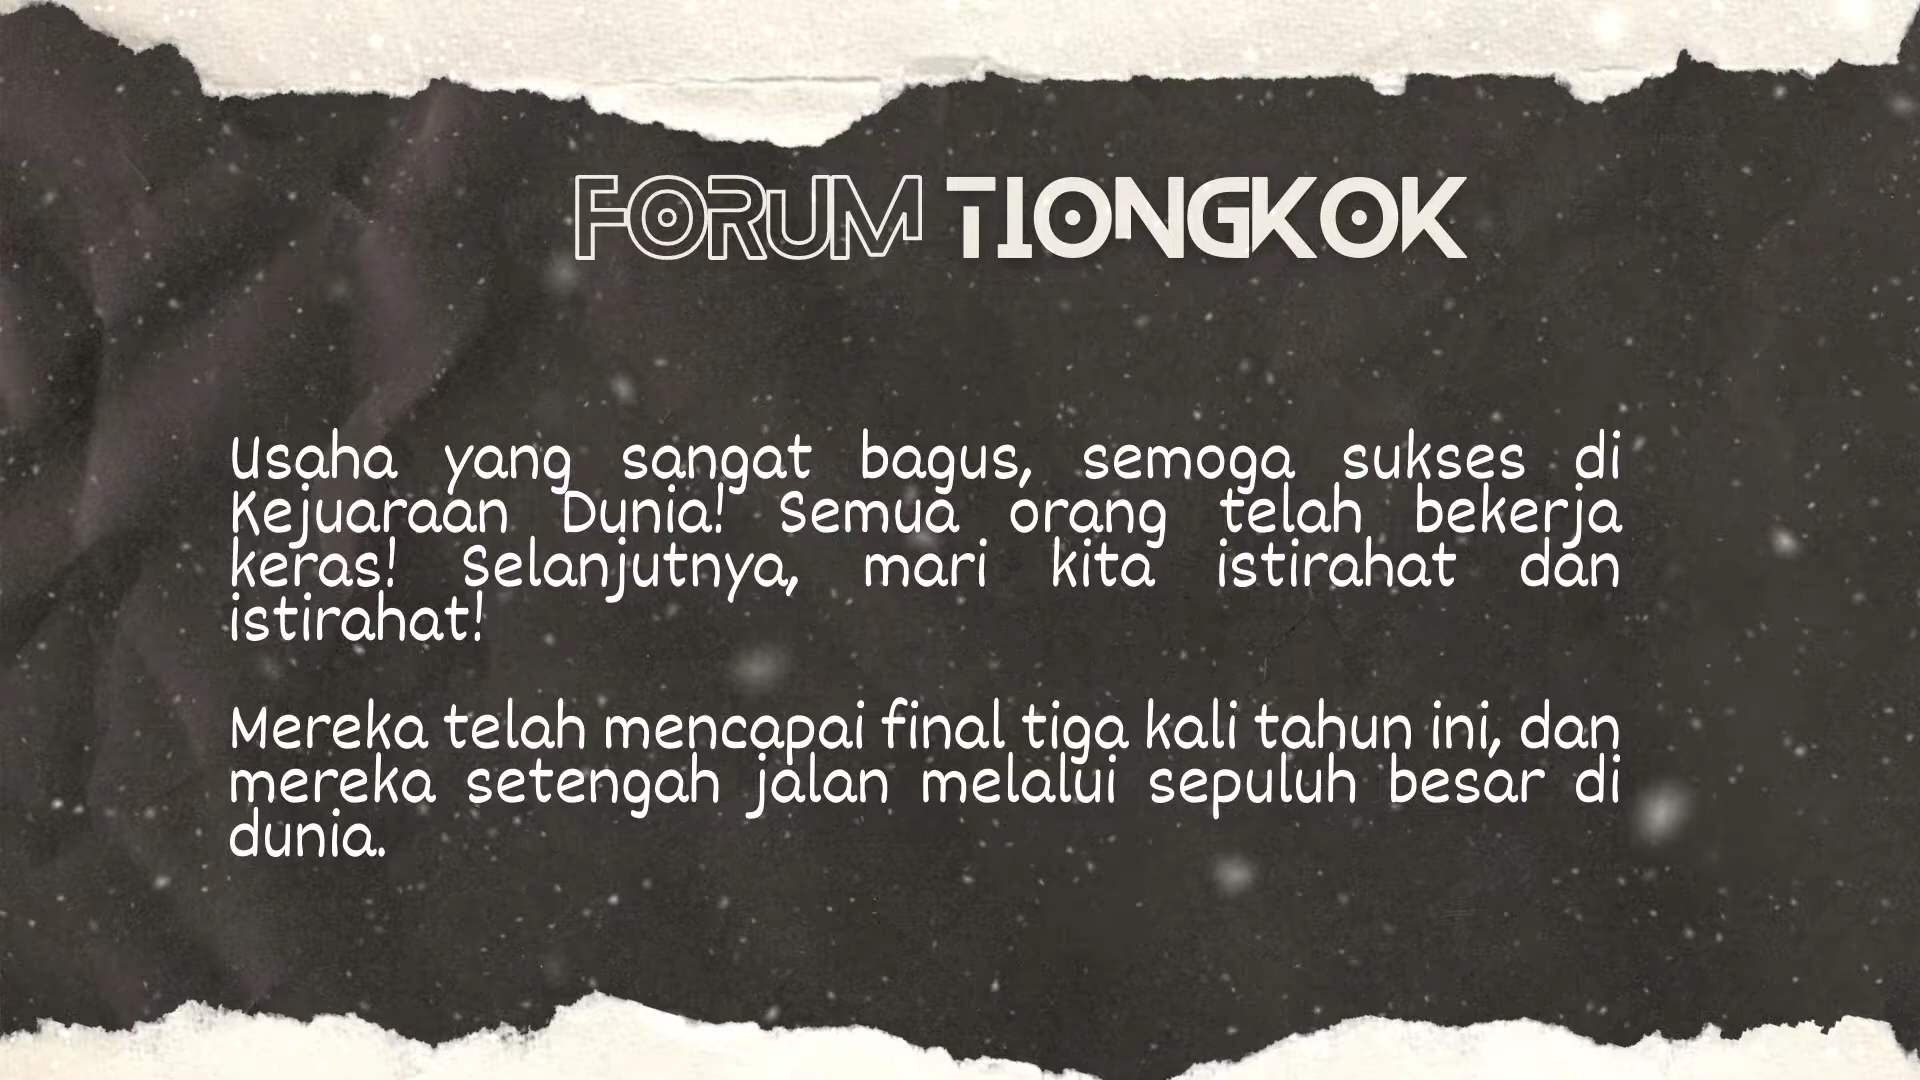 FORUM TIONGKOK
Usaha yang sangat bagus, semoga sukses di
Kejuaraan Dunia! Semua orang telah bekerja
keras! Selanjutnya, mari kita istirahat dan
istirahat!
Mereka telah mencapai final tiga kali tahun ini, dan
mereka setengah jalan melalui sepuluh besar di
dunia.